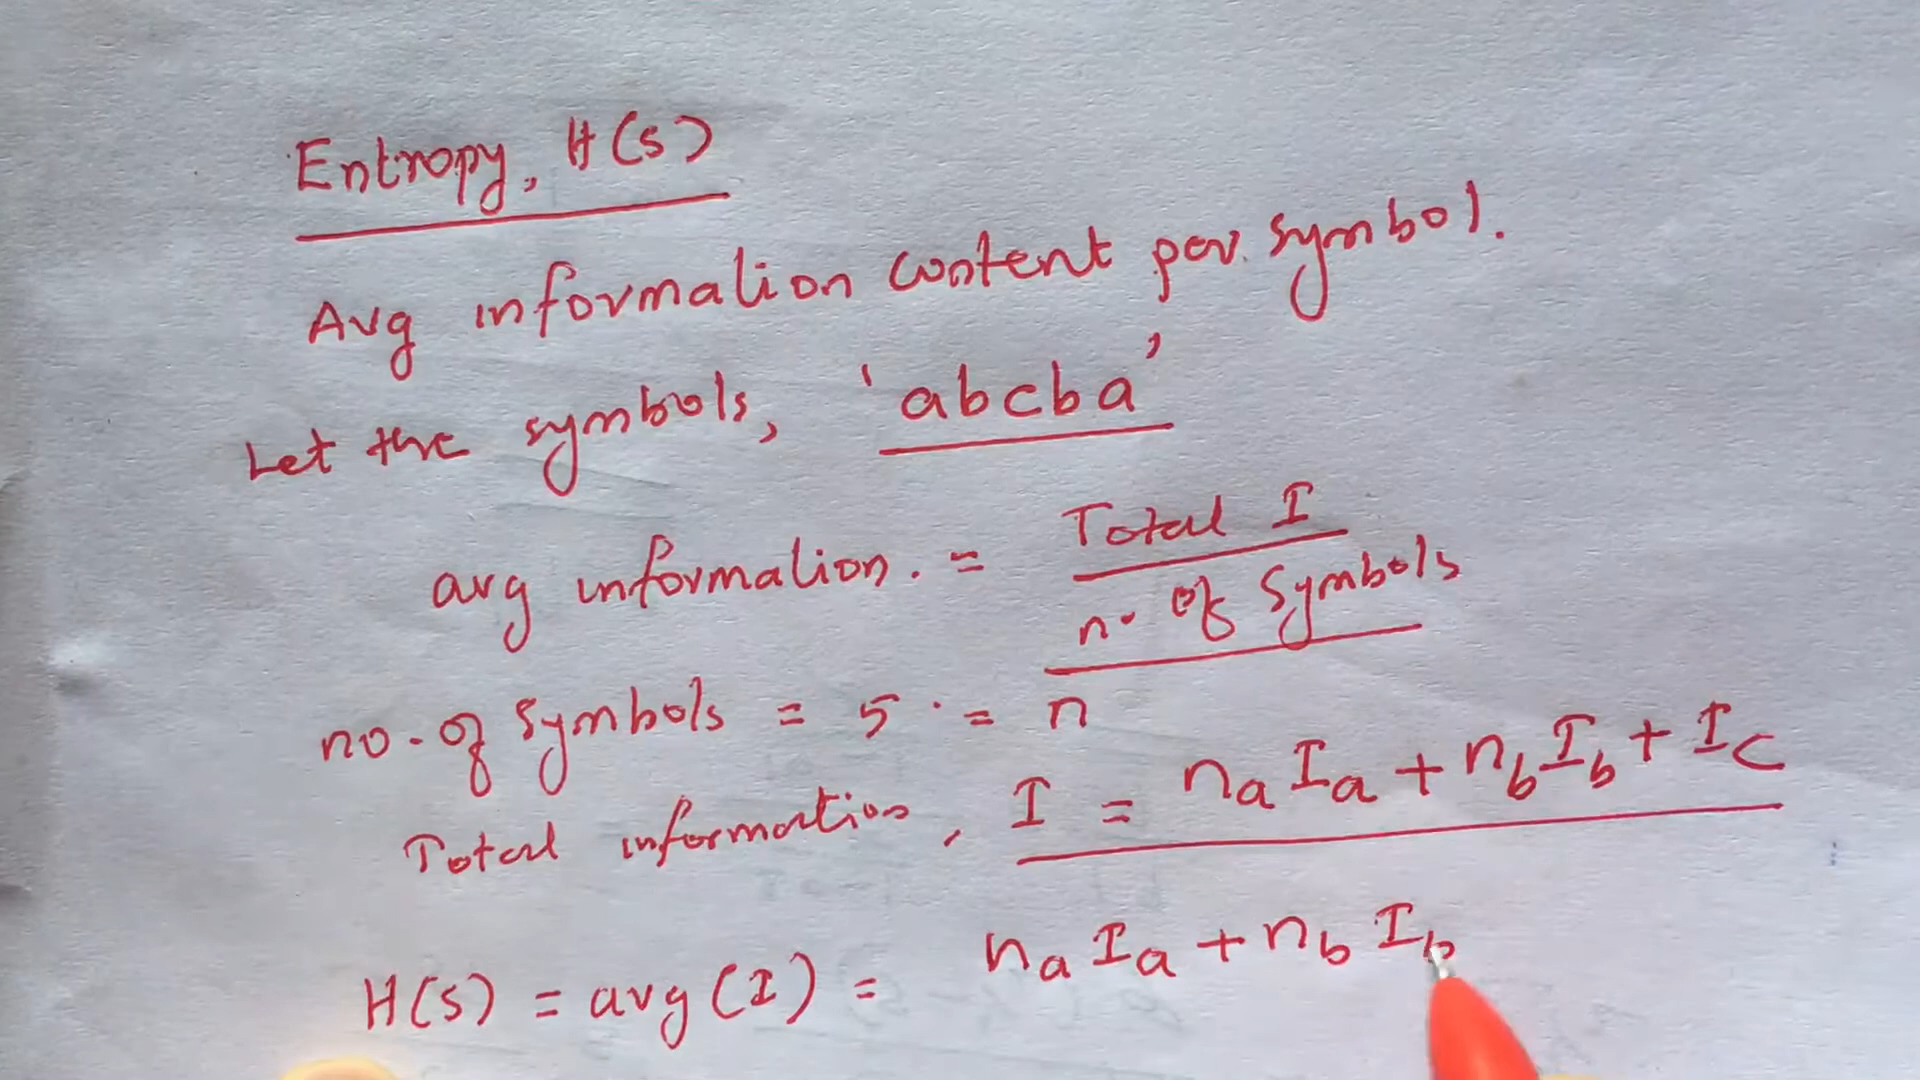 Entropy, H(S)
Avg information content per symbol.
Let the symbols, 'abcba'
avg information. = Total I / no. of Symbols
no. of Symbols = 5 . = n
Total information, I = naIa + nbIb + Ic
H(S) = avg(I) = naIa + nbIb